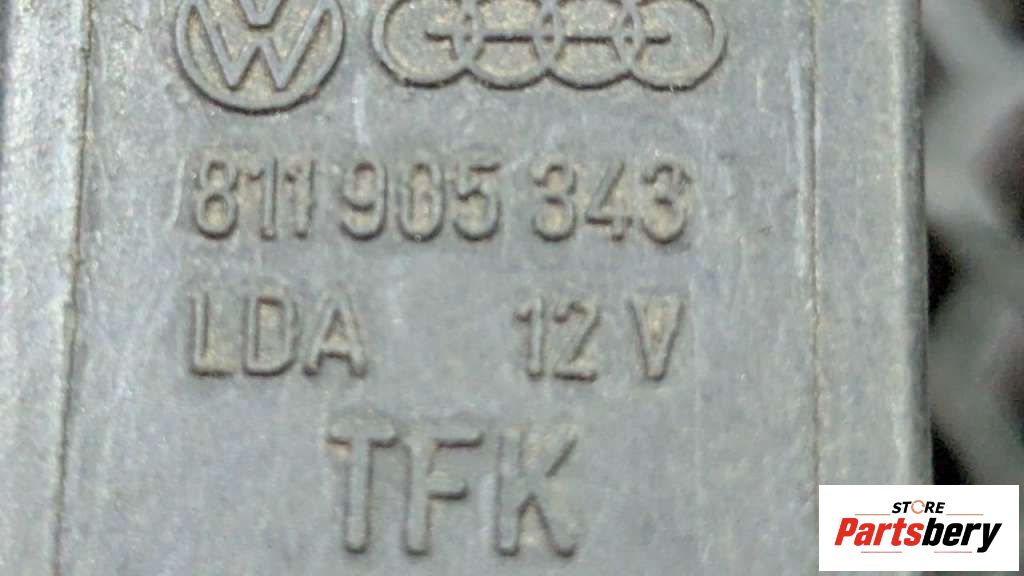 811 905 343
LDA 12 V
TFK
STORE
Partsbery